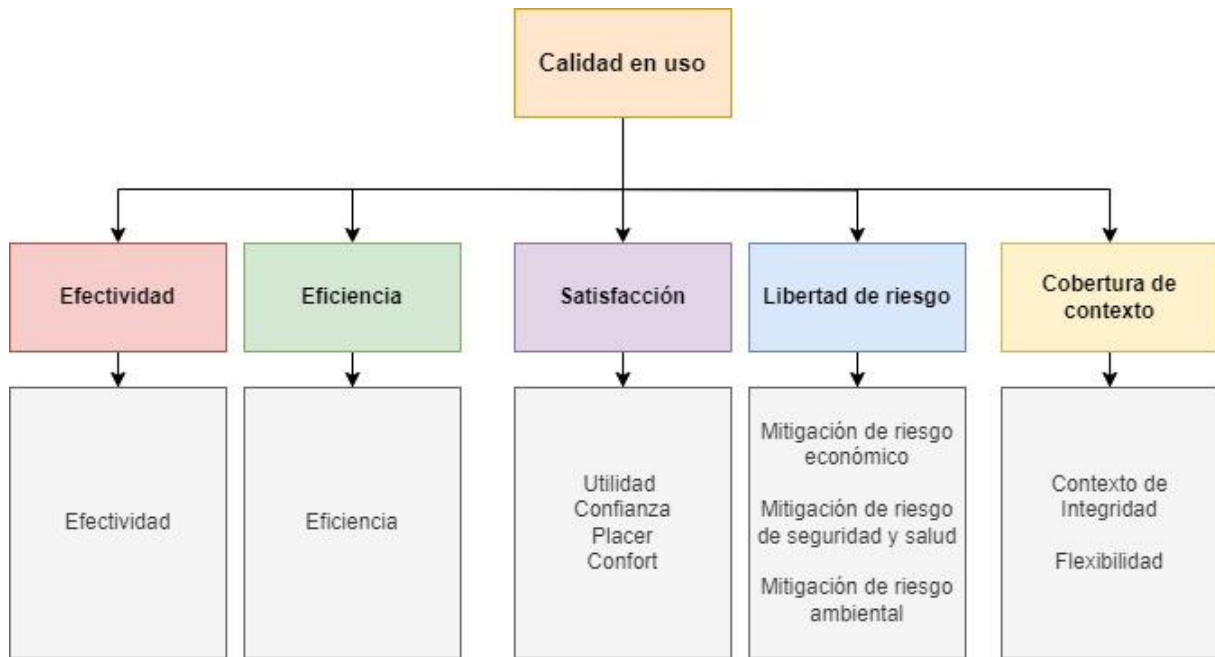 Calidad en uso
Efectividad
Eficiencia
Satisfacción
Libertad de riesgo
Cobertura de
contexto
Efectividad
Eficiencia
Utilidad
Confianza
Placer
Confort
Mitigación de riesgo
económico
Mitigación de riesgo
de seguridad y salud
Mitigación de riesgo
ambiental
Contexto de
Integridad
Flexibilidad